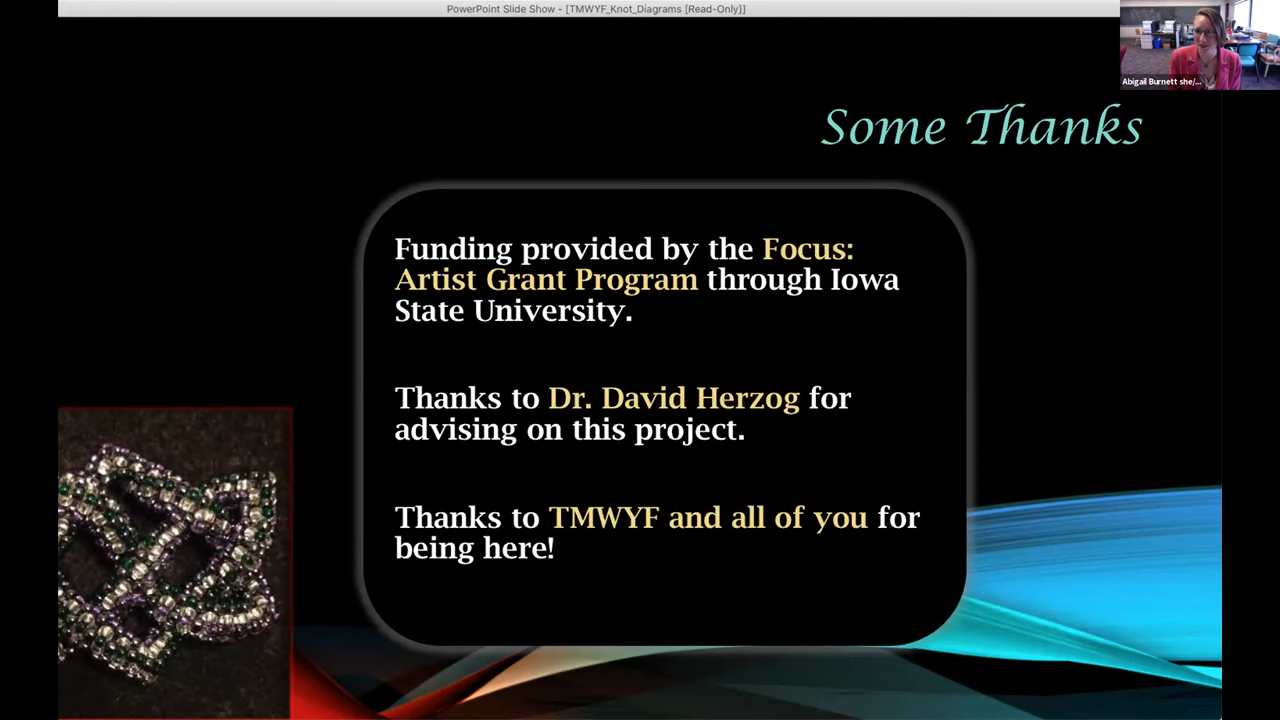 PowerPoint Slide Show - [TMWYF_Knot_Diagrams [Read-Only]]
Abigail Burnett she/...
Some Thanks
Funding provided by the Focus:
Artist Grant Program through Iowa
State University.
Thanks to Dr. David Herzog for
advising on this project.
Thanks to TMWYF and all of you for
being here!